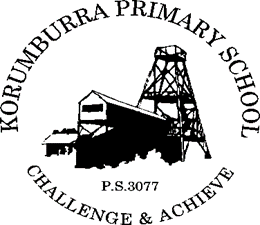 KORUMBURRA PRIMARY SCHOOL
P.S.3077
CHALLENGE & ACHIEVE